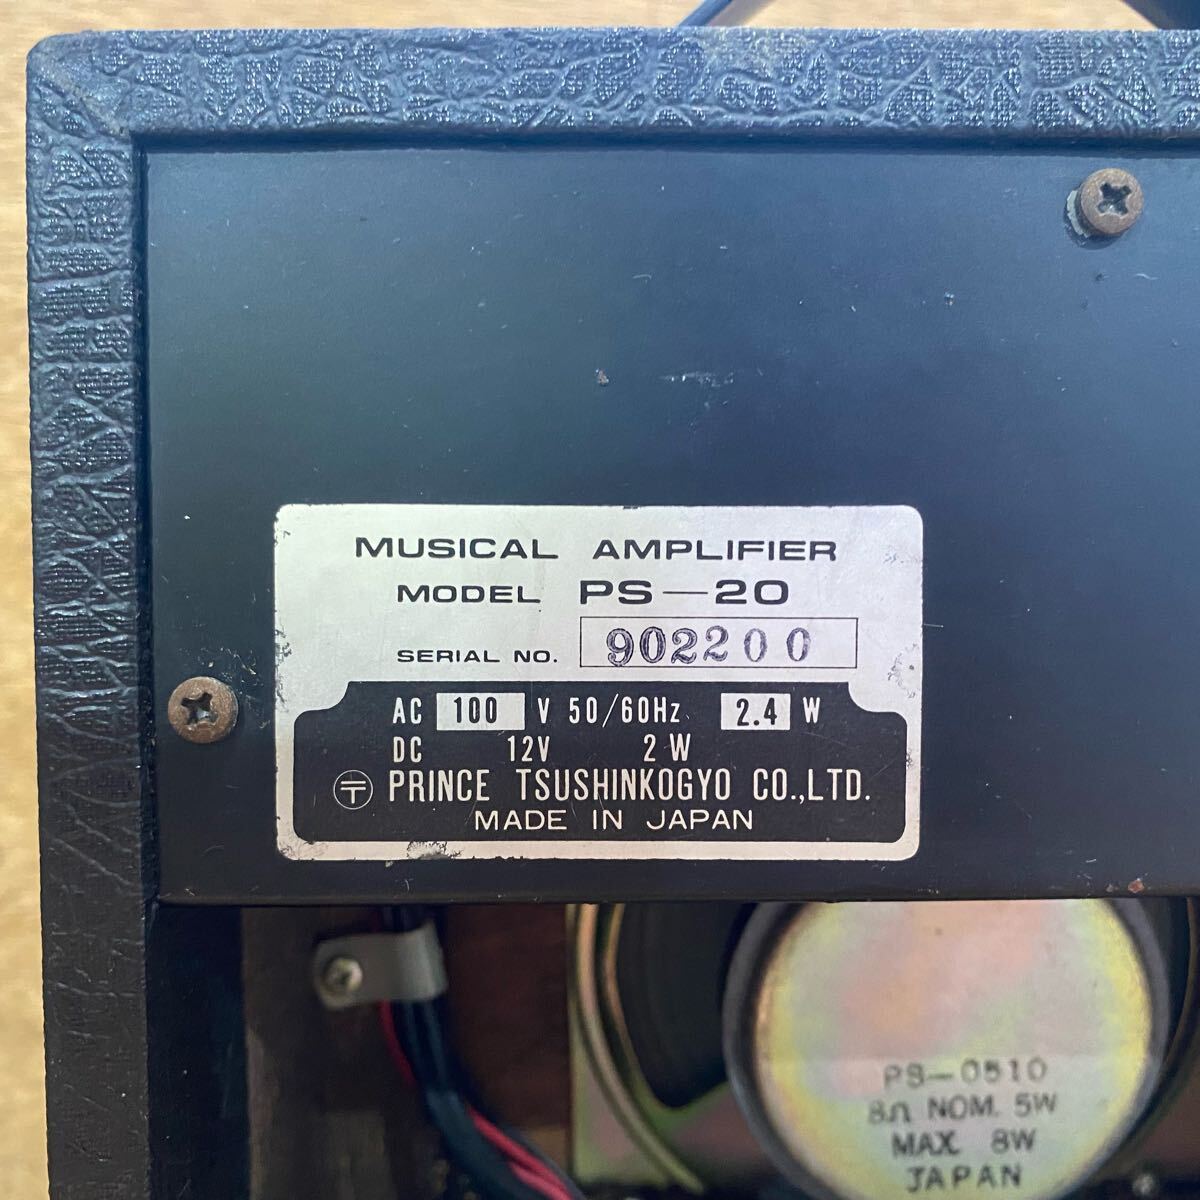 MUSICAL AMPLIFIER
MODEL PS-20
SERIAL NO. 902200
AC 100 V 50/60Hz 2.4 W
DC 12V 2 W
〶 PRINCE TSUSHINKOGYO CO.,LTD.
MADE IN JAPAN
PS-0510
8Ω NOM. 5W
MAX. 8W
JAPAN